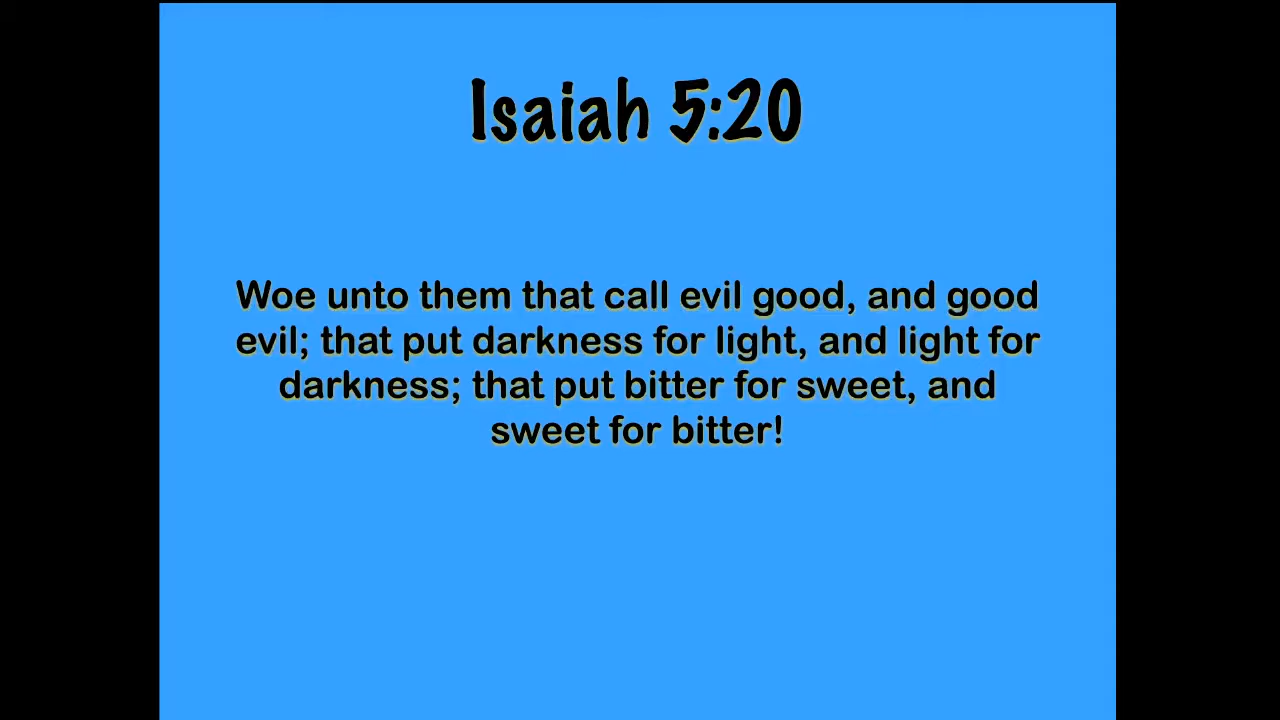 Isaiah 5:20
Woe unto them that call evil good, and good
evil; that put darkness for light, and light for
darkness; that put bitter for sweet, and
sweet for bitter!